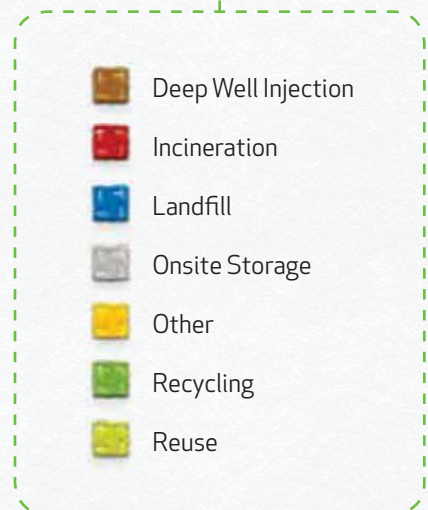 Deep Well Injection
Incineration
Landfill
Onsite Storage
Other
Recycling
Reuse